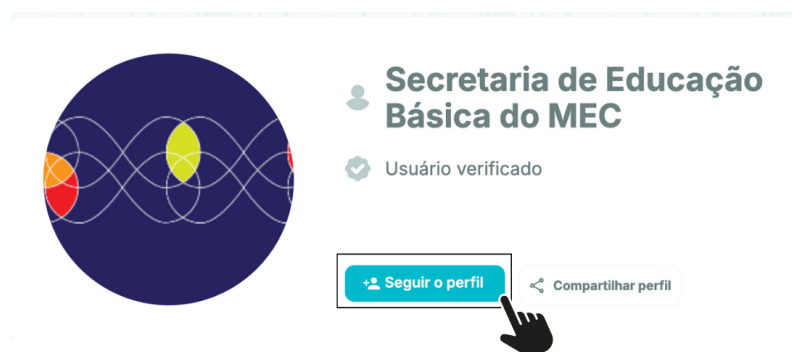 Secretaria de Educação
Básica do MEC
Usuário verificado
Seguir o perfil
Compartilhar perfil